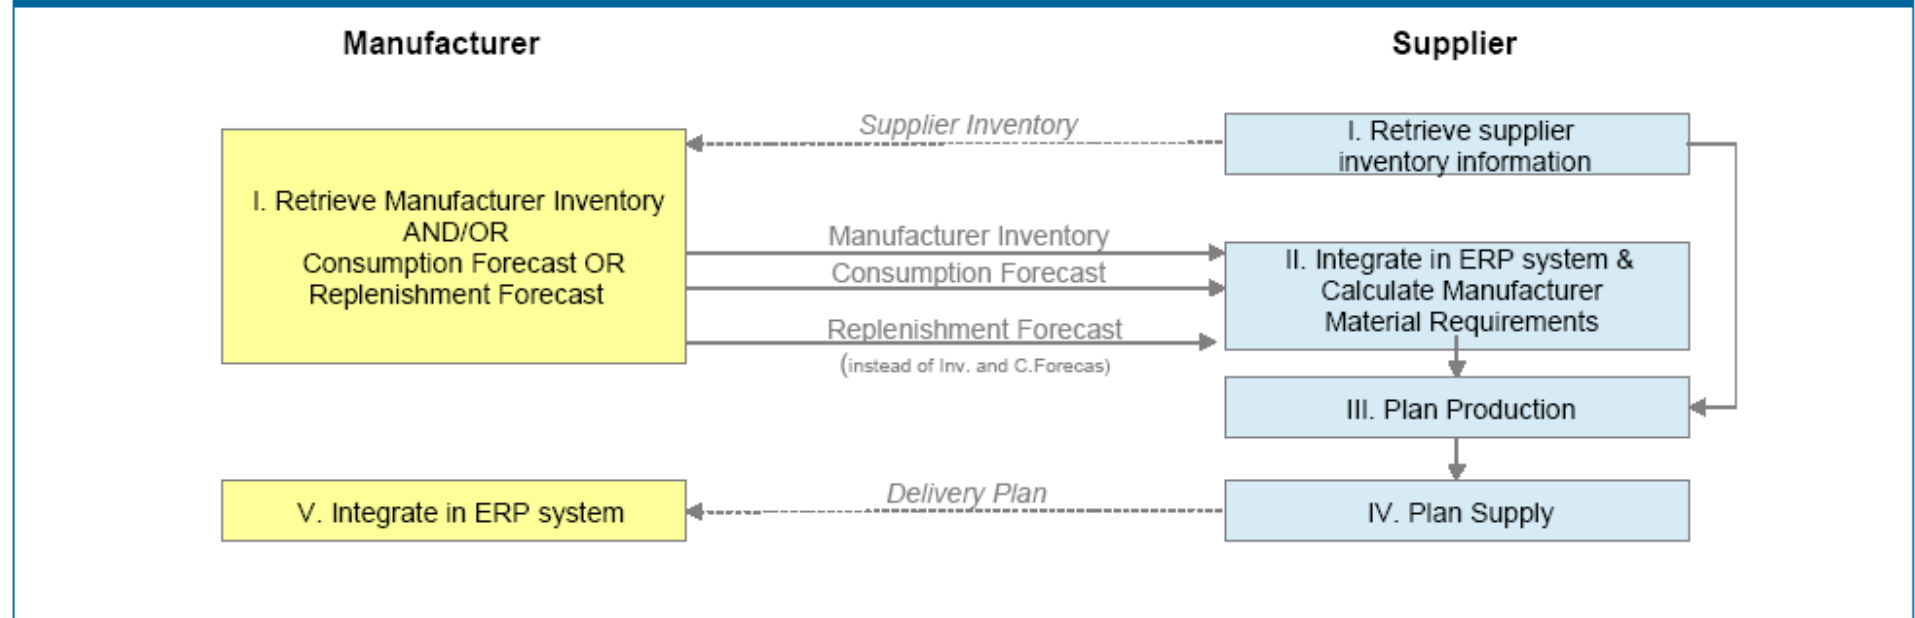 Manufacturer
Supplier
Supplier Inventory
I. Retrieve supplier
inventory information
I. Retrieve Manufacturer Inventory
AND/OR
Consumption Forecast OR
Replenishment Forecast
Manufacturer Inventory
Consumption Forecast
Replenishment Forecast
(instead of Inv. and C.Forecas)
II. Integrate in ERP system &
Calculate Manufacturer
Material Requirements
III. Plan Production
V. Integrate in ERP system
Delivery Plan
IV. Plan Supply